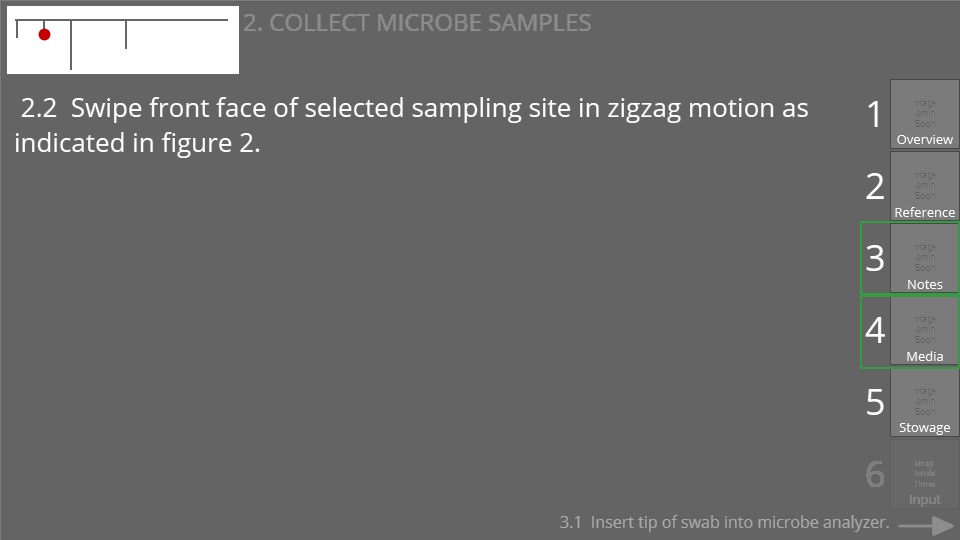 2. COLLECT MICROBE SAMPLES
2.2 Swipe front face of selected sampling site in zigzag motion as
indicated in figure 2.
1
Overview
2
Reference
3
Notes
4
Media
5
Stowage
6
Input
3.1 Insert tip of swab into microbe analyzer.